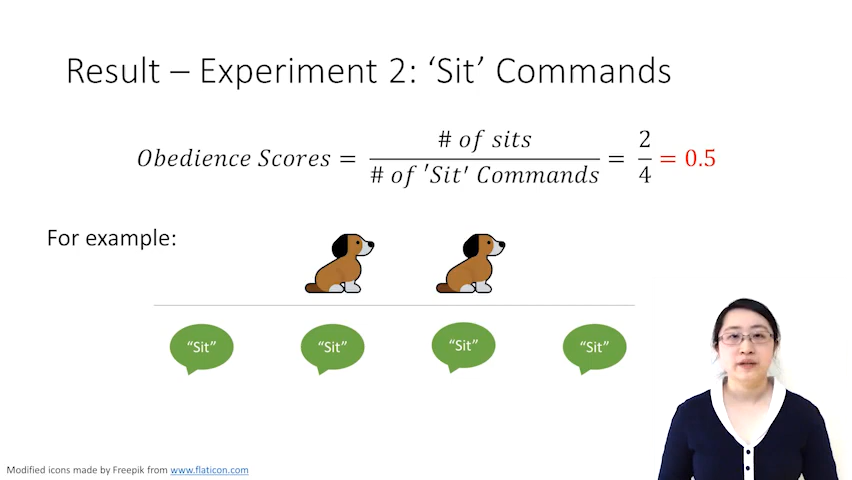 Result – Experiment 2: ‘Sit’ Commands
# of sits
Obedience Scores = ――― = 2/4 = 0.5
# of ′Sit′ Commands
For example:
“Sit” “Sit” “Sit” “Sit”
Modified icons made by Freepik from www.flaticon.com